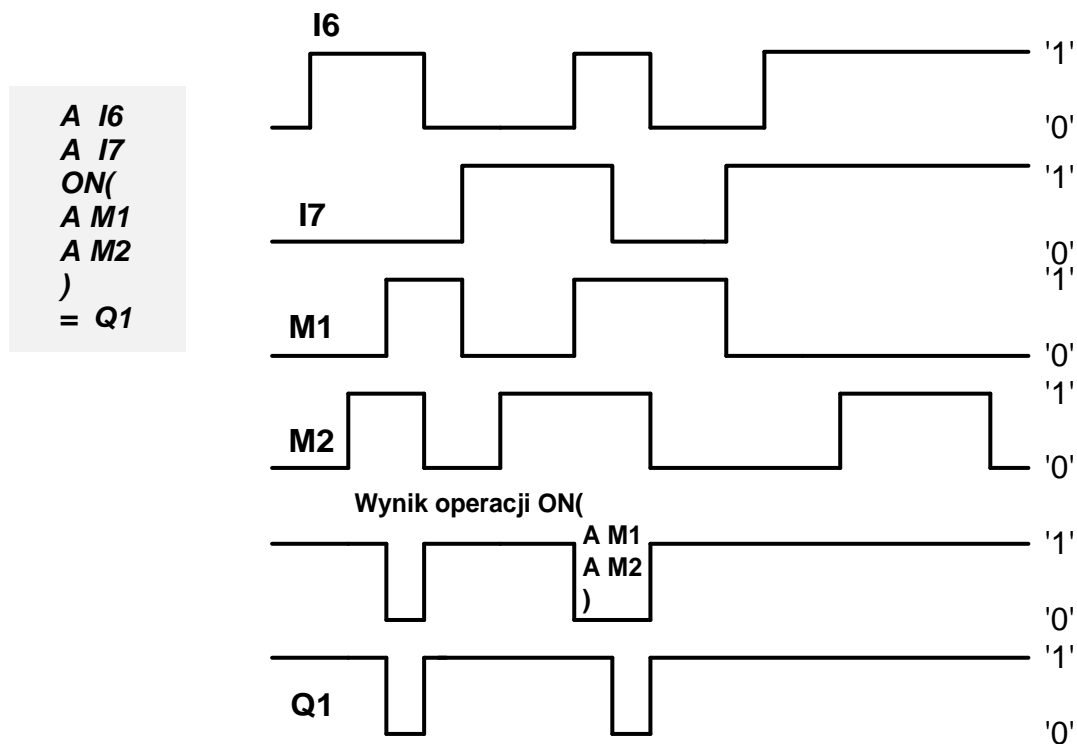 A I6
A I7
ON(
A M1
A M2
)
= Q1
I6
'1'
'0'
I7
'1'
'0'
M1
'1'
'0'
M2
'1'
'0'
Wynik operacji ON(
A M1
A M2
)
'1'
'0'
Q1
'1'
'0'